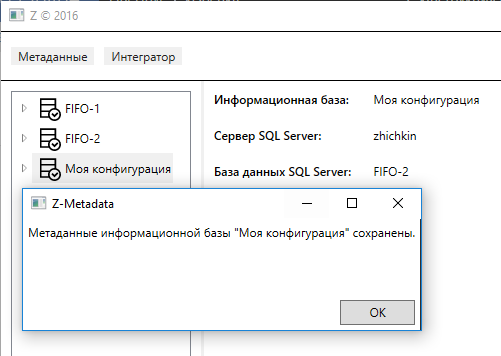 Z © 2016
Метаданные Интегратор
FIFO-1
FIFO-2
Моя конфигурация
Информационная база: Моя конфигурация
Сервер SQL Server: zhichkin
База данных SQL Server: FIFO-2
Z-Metadata
Метаданные информационной базы "Моя конфигурация" сохранены.
OK